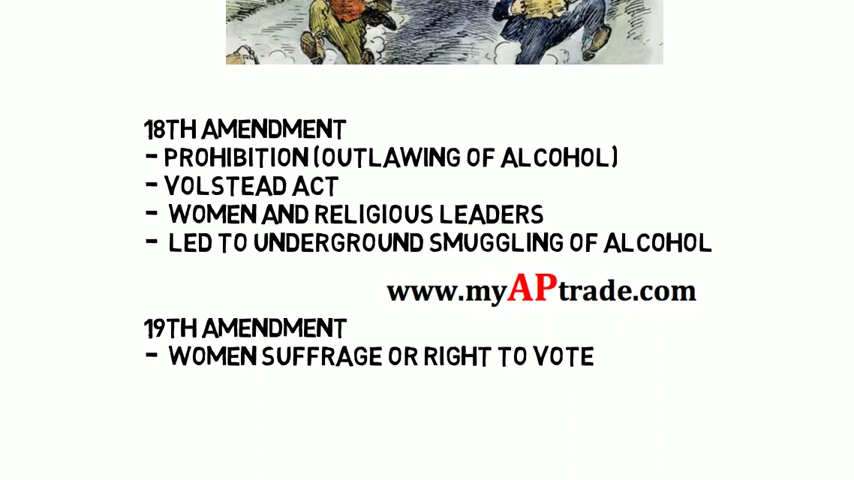 18TH AMENDMENT
- PROHIBITION (OUTLAWING OF ALCOHOL)
- VOLSTEAD ACT
- WOMEN AND RELIGIOUS LEADERS
- LED TO UNDERGROUND SMUGGLING OF ALCOHOL
www.myAPtrade.com
19TH AMENDMENT
- WOMEN SUFFRAGE OR RIGHT TO VOTE